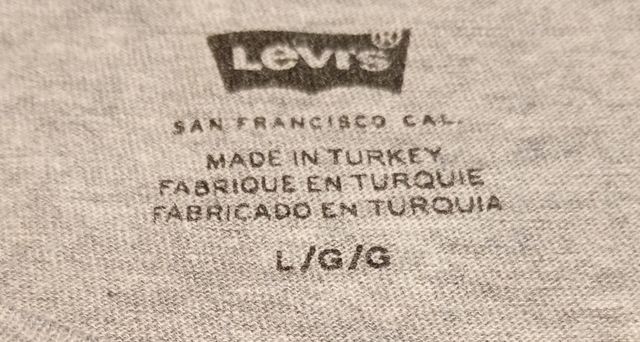 Levi's®
SAN FRANCISCO CAL.
MADE IN TURKEY
FABRIQUE EN TURQUIE
FABRICADO EN TURQUIA
L/G/G